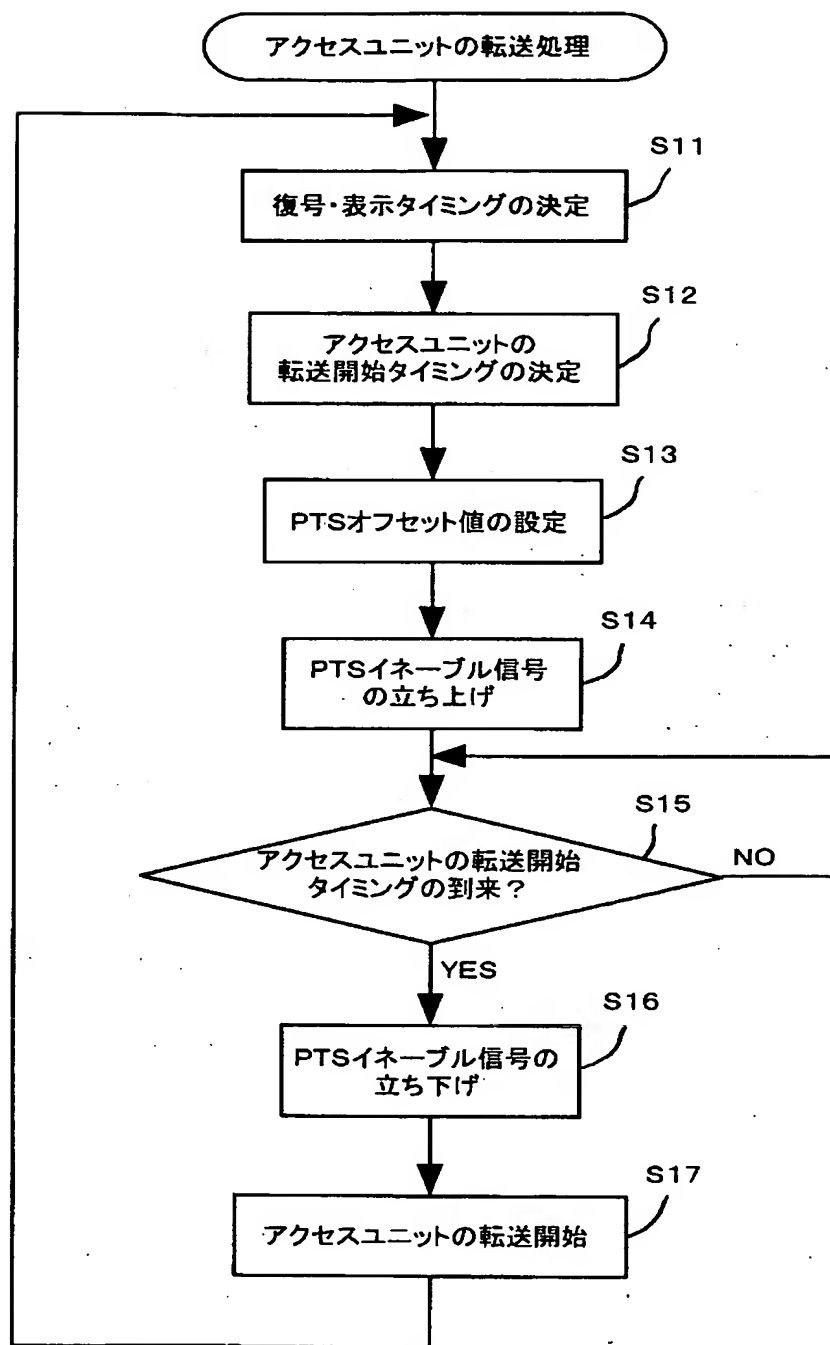 アクセスユニットの転送処理
S11
復号・表示タイミングの決定
S12
アクセスユニットの
転送開始タイミングの決定
S13
PTSオフセット値の設定
S14
PTSイネーブル信号
の立ち上げ
S15
アクセスユニットの転送開始
タイミングの到来？
NO
YES
S16
PTSイネーブル信号の
立ち下げ
S17
アクセスユニットの転送開始